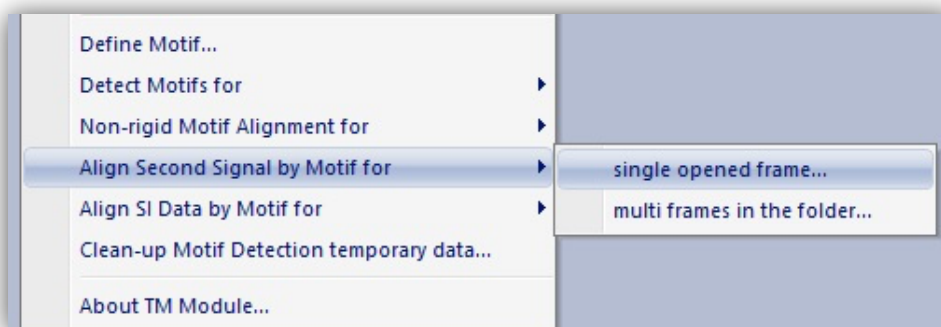 Define Motif...
Detect Motifs for
Non-rigid Motif Alignment for
Align Second Signal by Motif for
single opened frame...
Align SI Data by Motif for
multi frames in the folder...
Clean-up Motif Detection temporary data...
About TM Module...